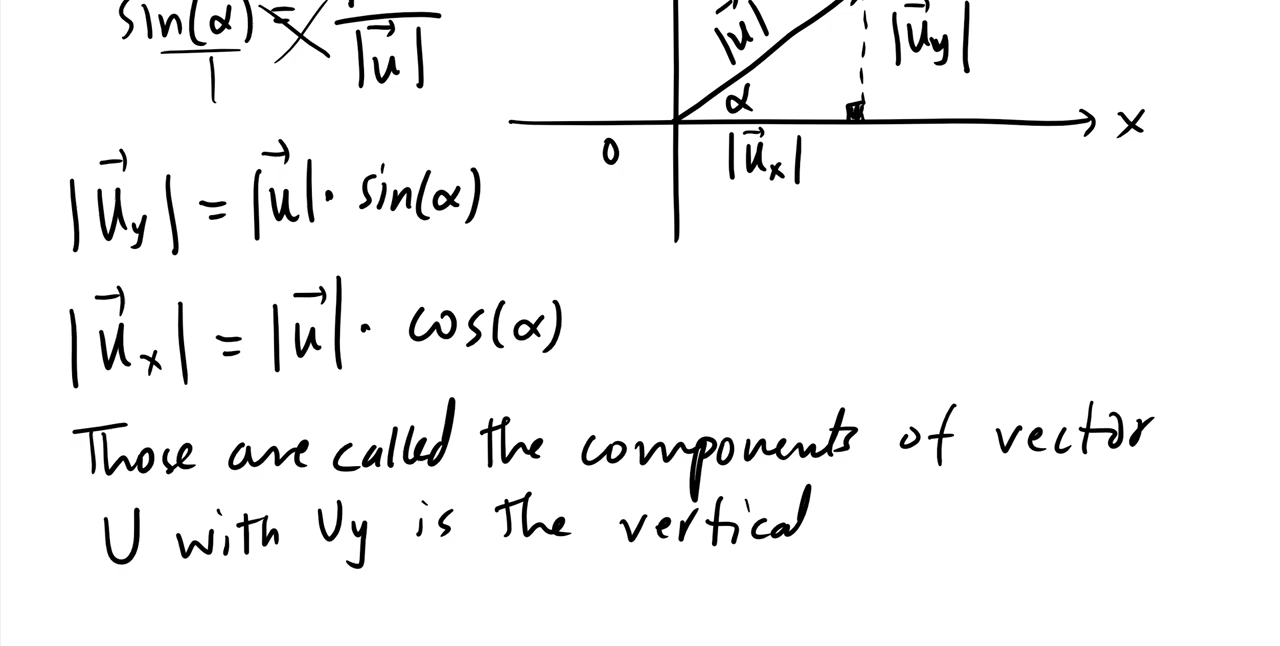 sin(α) =
1
|u⃗|
|u⃗|
|u⃗y|
α
0
|u⃗x|
x
|u⃗y| = |u⃗| · sin(α)
|u⃗x| = |u⃗| · cos(α)
Those are called the components of vector
U with Uy is the vertical